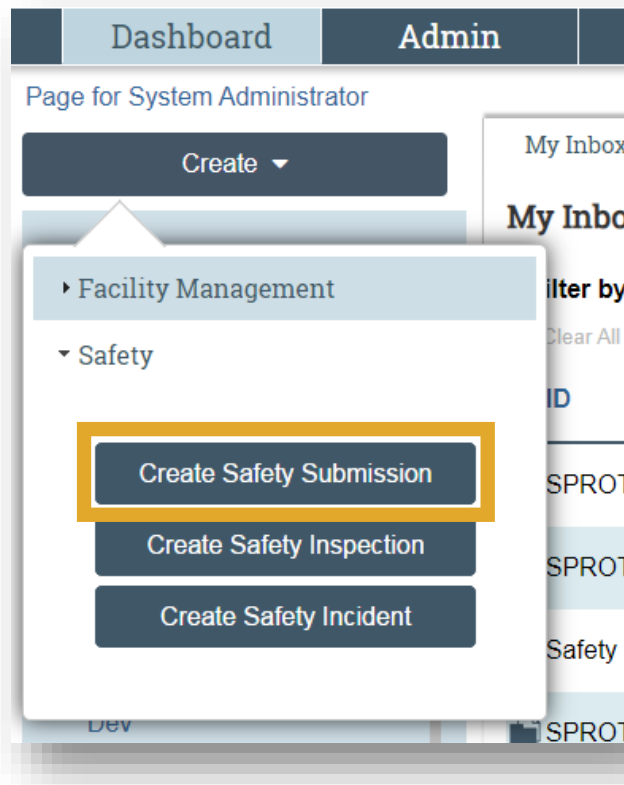 Dashboard
Admin
Page for System Administrator
Create
My Inbox
My Inbo
Facility Management
ilter by
Safety
Clear All
ID
Create Safety Submission
SPROT
Create Safety Inspection
SPROT
Create Safety Incident
Safety
Dev
SPROT